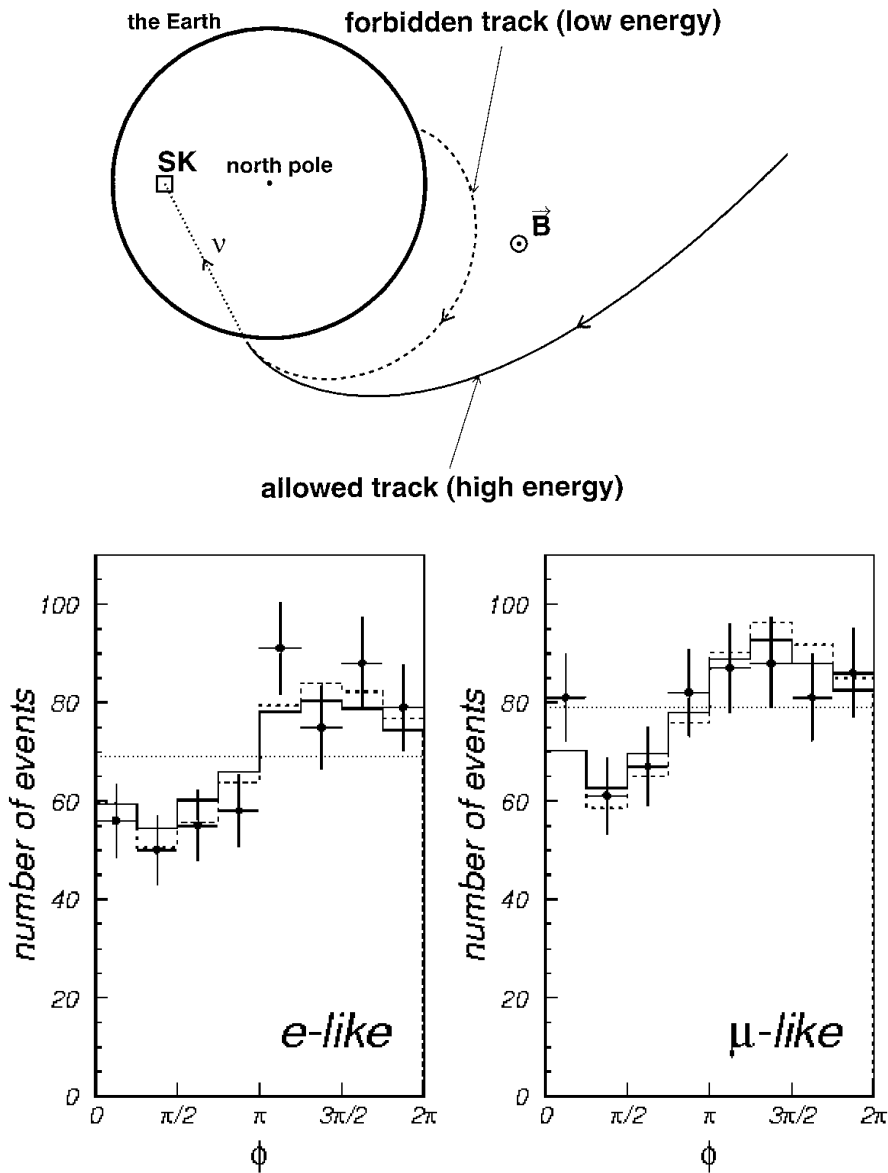 the Earth
forbidden track (low energy)
SK
north pole
ν
B
allowed track (high energy)
number of events
100
80
60
40
20
0
e-like
0 π/2 π 3π/2 2π
ϕ
number of events
100
80
60
40
20
0
μ-like
0 π/2 π 3π/2 2π
ϕ